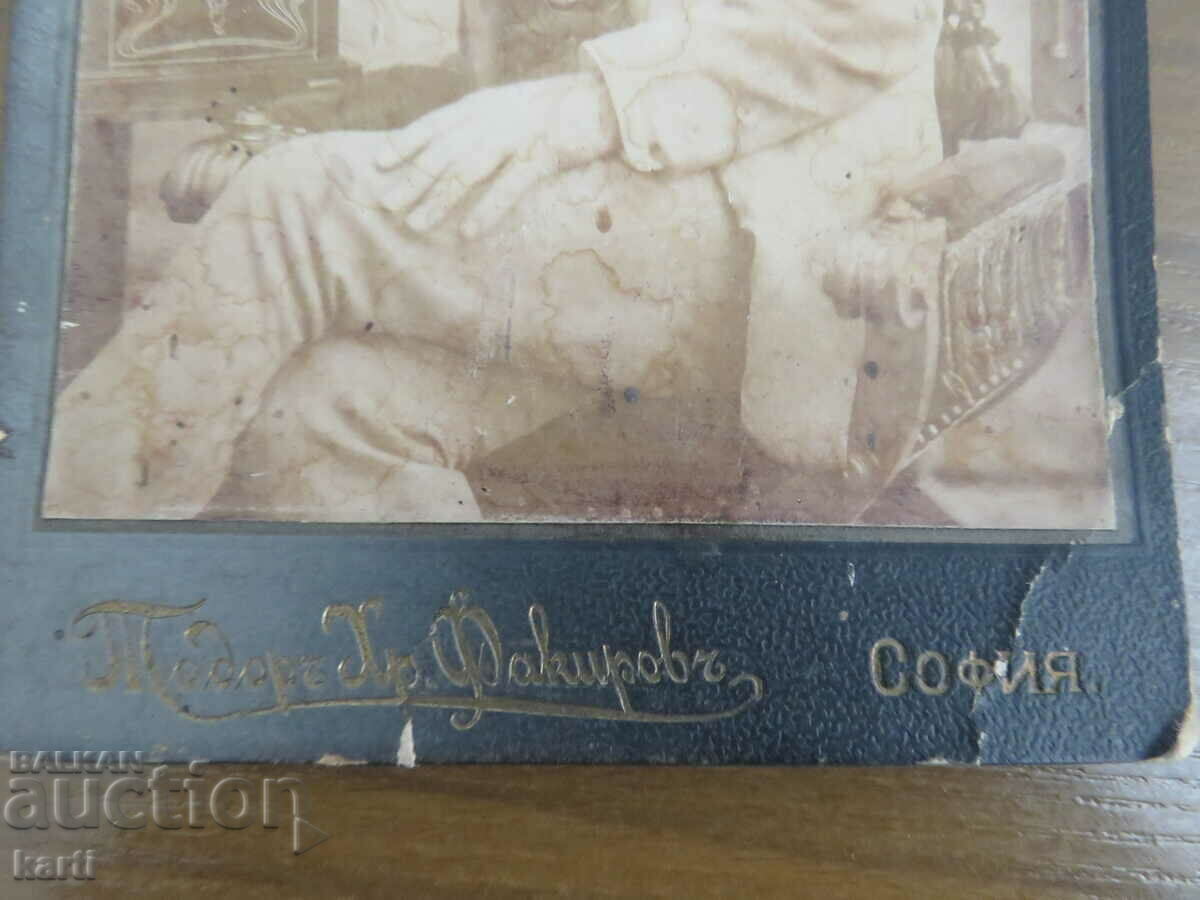 Тодоръ Хр. Факировъ
СОФИЯ.
BALKAN
auction
karti